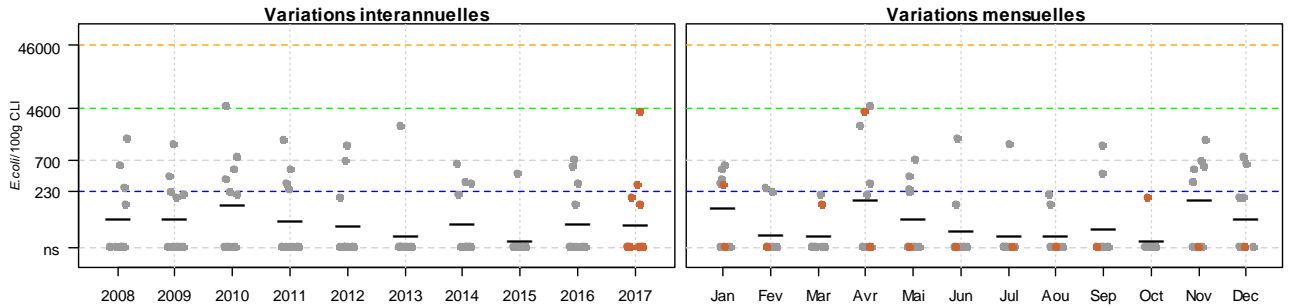 Variations interannuelles
Variations mensuelles
E.coli/100g CLI
46000
4600
700
230
ns
2008 2009 2010 2011 2012 2013 2014 2015 2016 2017
Jan Fev Mar Avr Mai Jun Jul Aou Sep Oct Nov Dec